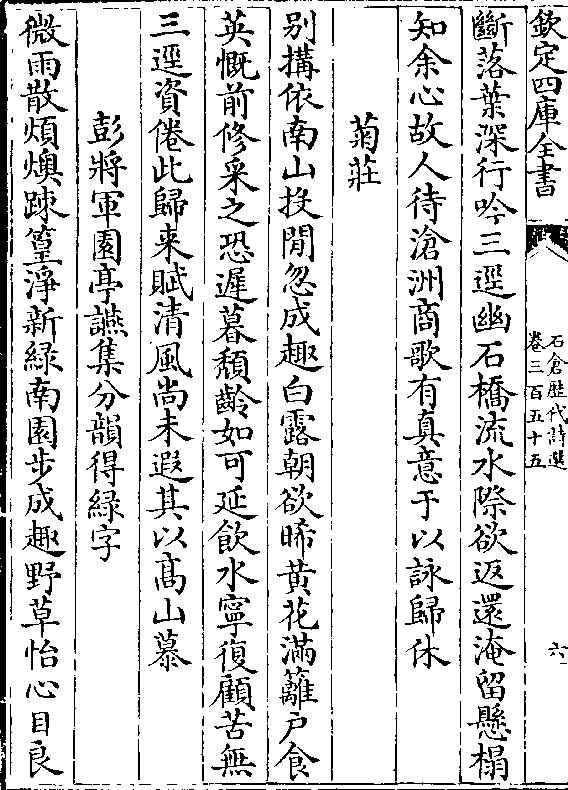 欽定四庫全書
石倉歴代詩選
卷三百五十五
六
斷落葉深行吟三逕幽石橋流水際欲返還淹留懸榻
知余心故人待滄洲商歌有真意于以詠歸休
菊莊
别搆依南山投閒忽成趣白露朝欲晞黄花滿籬户食
英慨前修采之恐遲暮頽齡如可延飲水寧復顧苦無
三逕資倦此歸来賦清風尚未遐其以髙山慕
彭將軍園亭讌集分韻得緑字
微雨散煩燠踈篁淨新緑南園步成趣野草怡心目良